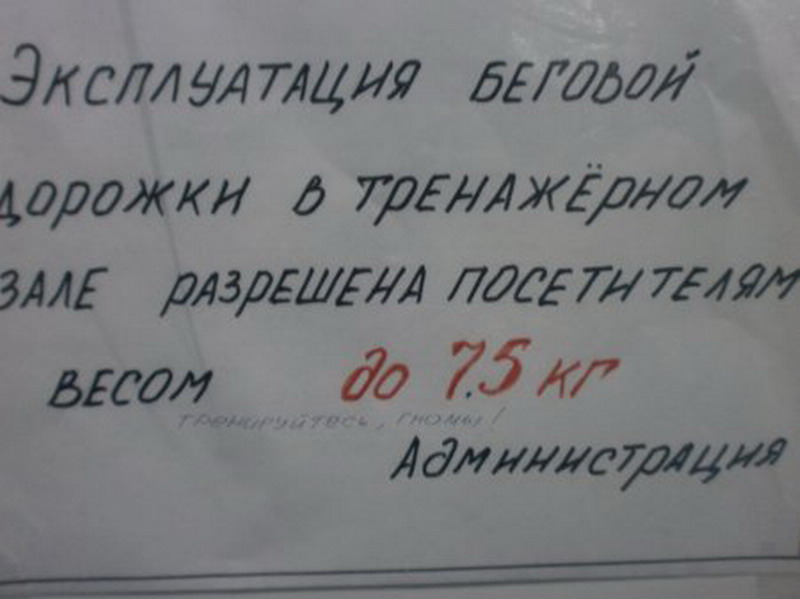 Эксплуатация беговой
дорожки в тренажёрном
зале разрешена посетителям
весом до 7.5 кг
тренируйтесь, гномы!
Администрация